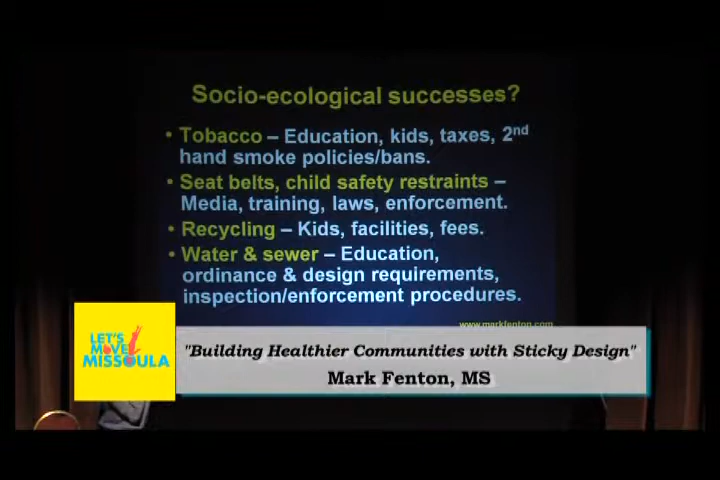 Socio-ecological successes?
• Tobacco – Education, kids, taxes, 2nd
hand smoke policies/bans.
• Seat belts, child safety restraints –
Media, training, laws, enforcement.
• Recycling – Kids, facilities, fees.
• Water & sewer – Education,
ordinance & design requirements,
inspection/enforcement procedures.
www.markfenton.com
LET'S
MOVE
MISSOULA
"Building Healthier Communities with Sticky Design"
Mark Fenton, MS